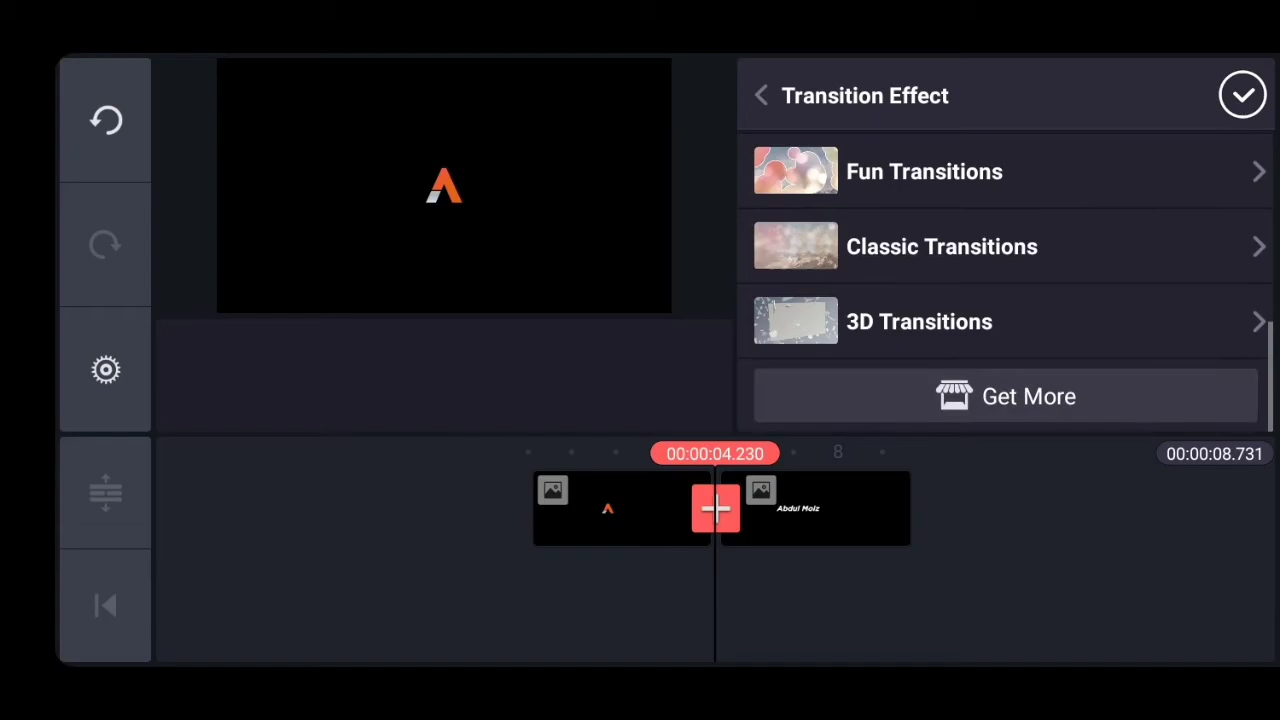 Transition Effect
Fun Transitions
Classic Transitions
3D Transitions
Get More
00:00:04.230
8
00:00:08.731
Abdul Moiz